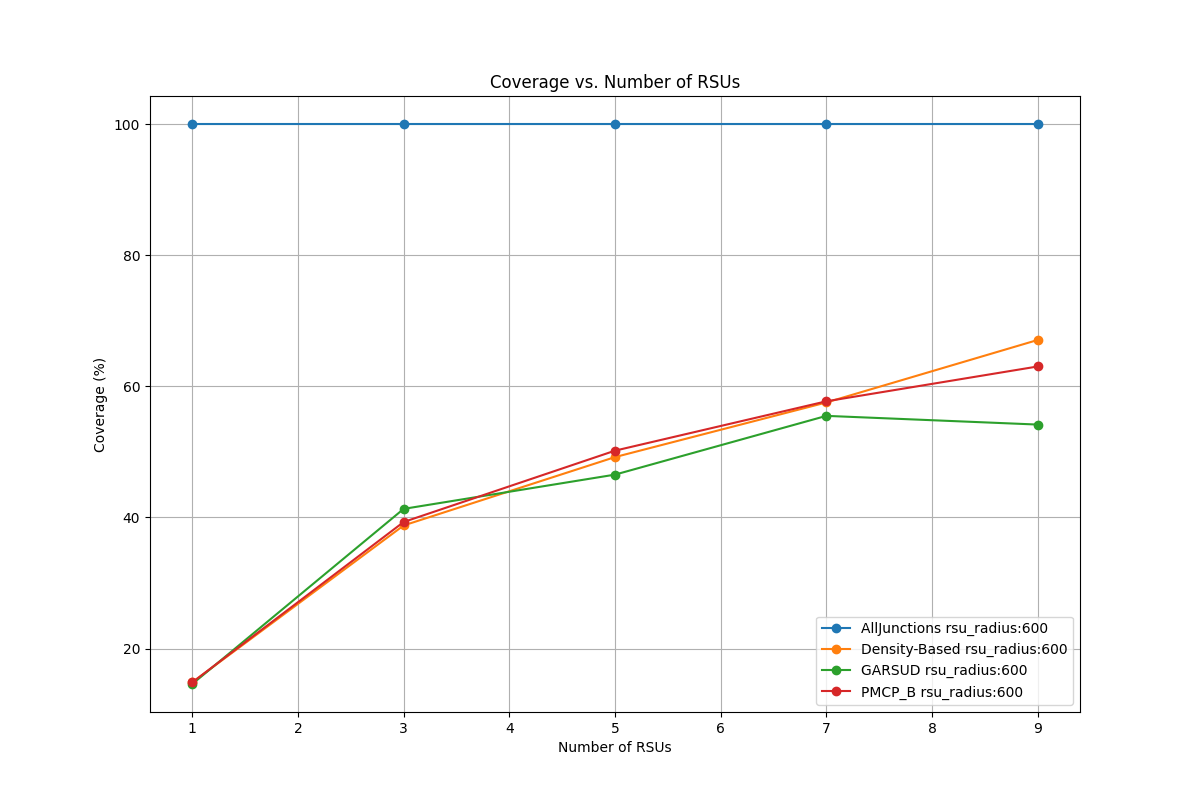 Coverage vs. Number of RSUs
100
80
60
40
20
Coverage (%)
1 2 3 4 5 6 7 8 9
Number of RSUs
AllJunctions rsu_radius:600
Density-Based rsu_radius:600
GARSUD rsu_radius:600
PMCP_B rsu_radius:600